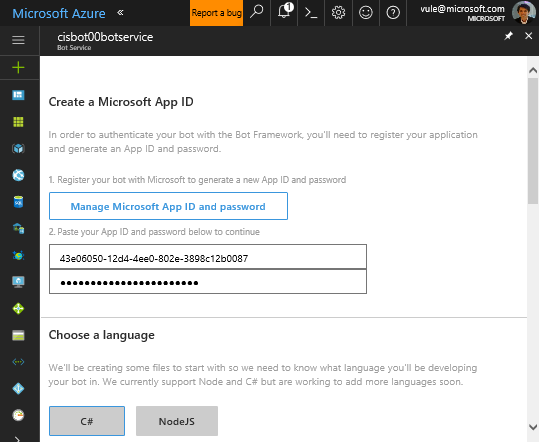 Microsoft Azure «
Report a bug
1
vule@microsoft.com
MICROSOFT
cisbot00botservice
Bot Service
Create a Microsoft App ID
In order to authenticate your bot with the Bot Framework, you'll need to register your application
and generate an App ID and password.
1. Register your bot with Microsoft to generate a new App ID and password
Manage Microsoft App ID and password
2. Paste your App ID and password below to continue
43e06050-12d4-4ee0-802e-3898c12b0087
●●●●●●●●●●●●●●●●●●●●●●●
Choose a language
We'll be creating some files to start with so we need to know what language you'll be developing
your bot in. We currently support Node and C# but are working to add more languages soon.
C#
NodeJS